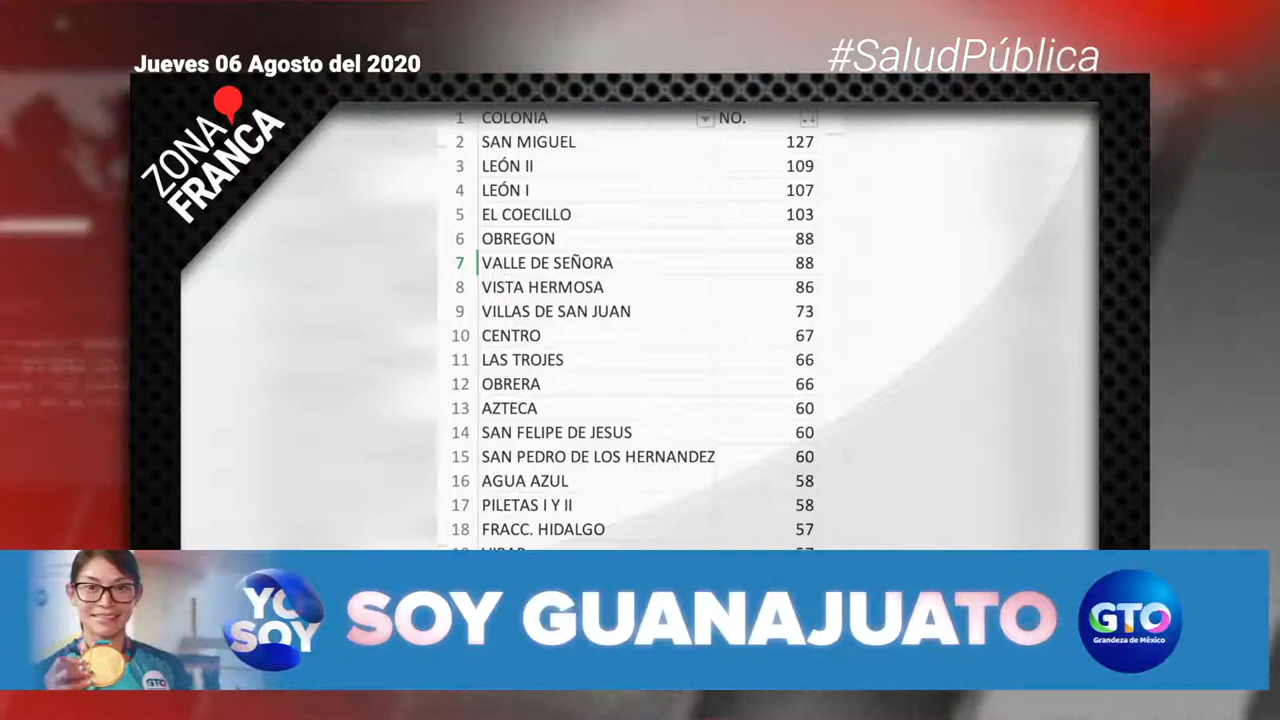 Jueves 06 Agosto del 2020
#SaludPública
ZONA
FRANCA
1 COLONIA NO.
2 SAN MIGUEL 127
3 LEÓN II 109
4 LEÓN I 107
5 EL COECILLO 103
6 OBREGON 88
7 VALLE DE SEÑORA 88
8 VISTA HERMOSA 86
9 VILLAS DE SAN JUAN 73
10 CENTRO 67
11 LAS TROJES 66
12 OBRERA 66
13 AZTECA 60
14 SAN FELIPE DE JESUS 60
15 SAN PEDRO DE LOS HERNANDEZ 60
16 AGUA AZUL 58
17 PILETAS I Y II 58
18 FRACC. HIDALGO 57
YO
SOY
SOY GUANAJUATO
GTO
Grandeza de México
GTO